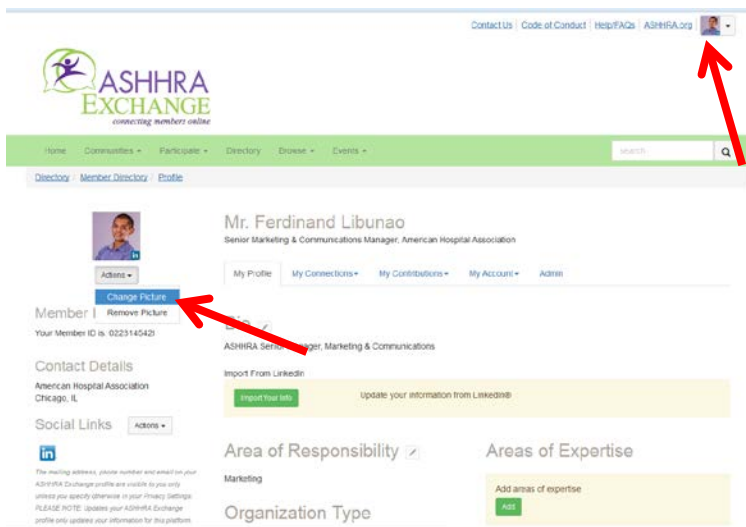 Contact Us | Code of Conduct | Help/FAQs | ASHHRA.org
ASHHRA
EXCHANGE
connecting members online
Home Communities Participate Directory Browse Events search
Directory / Member Directory / Profile
Mr. Ferdinand Libunao
Senior Marketing & Communications Manager, American Hospital Association
in
Actions
My Profile My Connections My Contributions My Account Admin
Change Picture
Remove Picture
Member
Your Member ID is: 0223145421
Bio
ASHHRA Senior Manager, Marketing & Communications
Contact Details
American Hospital Association
Chicago, IL
Import From LinkedIn
Import Your Info Update your information from LinkedIn®
Social Links Actions
in
The mailing address, phone number and email on your
ASHHRA Exchange profile are visible to you only
unless you specify otherwise in your Privacy Settings.
PLEASE NOTE: Updates your ASHHRA Exchange
profile only updates your information for this platform.
Area of Responsibility
Marketing
Organization Type
Areas of Expertise
Add areas of expertise
Add